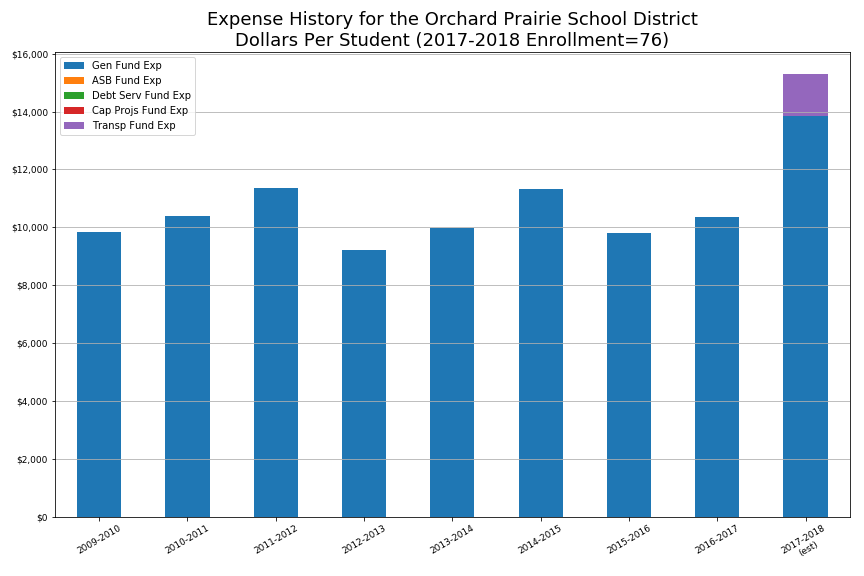 Expense History for the Orchard Prairie School District
Dollars Per Student (2017-2018 Enrollment=76)
$16,000
$14,000
$12,000
$10,000
$8,000
$6,000
$4,000
$2,000
$0
Gen Fund Exp
ASB Fund Exp
Debt Serv Fund Exp
Cap Projs Fund Exp
Transp Fund Exp
2009-2010
2010-2011
2011-2012
2012-2013
2013-2014
2014-2015
2015-2016
2016-2017
2017-2018
(est)